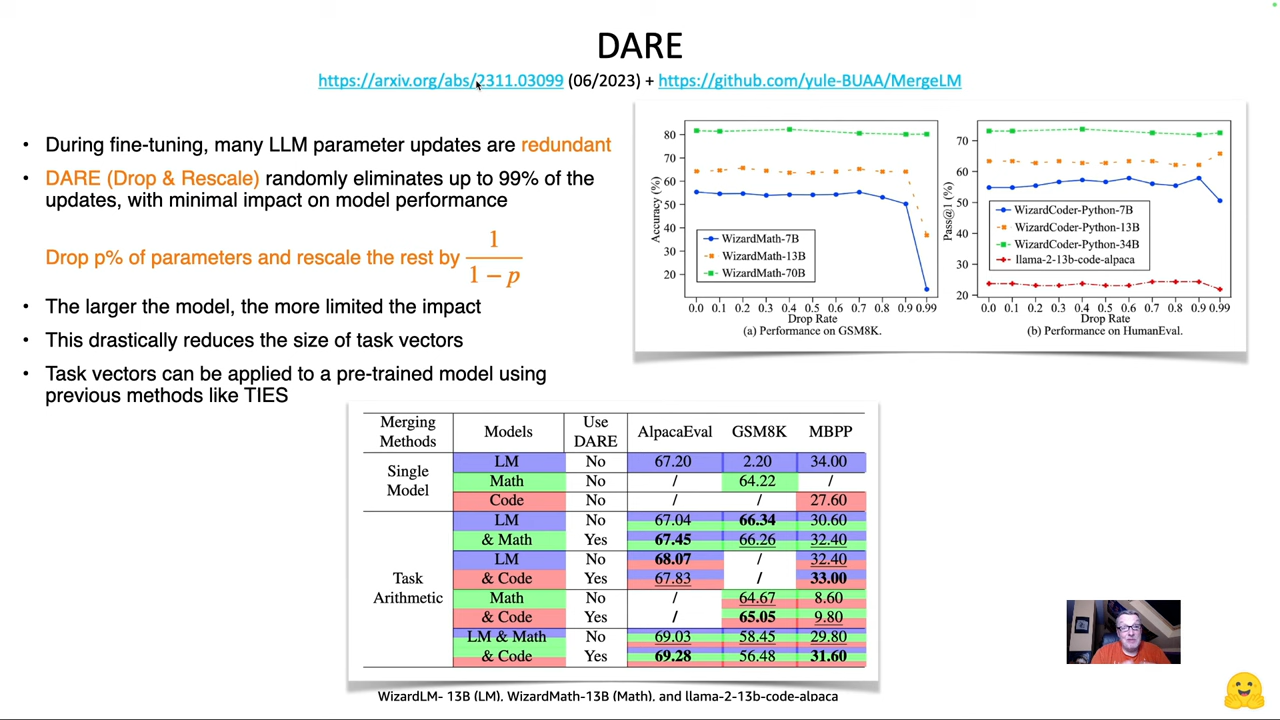 DARE
https://arxiv.org/abs/2311.03099 (06/2023) + https://github.com/yule-BUAA/MergeLM
• During fine-tuning, many LLM parameter updates are redundant
• DARE (Drop & Rescale) randomly eliminates up to 99% of the
updates, with minimal impact on model performance
Drop p% of parameters and rescale the rest by 1 / 1 − p
• The larger the model, the more limited the impact
• This drastically reduces the size of task vectors
• Task vectors can be applied to a pre-trained model using
previous methods like TIES
Accuracy (%)
80
70
60
50
40
30
20
WizardMath-7B
WizardMath-13B
WizardMath-70B
0.0 0.1 0.2 0.3 0.4 0.5 0.6 0.7 0.8 0.9 0.99
Drop Rate
(a) Performance on GSM8K.
Pass@1 (%)
70
60
50
40
30
20
WizardCoder-Python-7B
WizardCoder-Python-13B
WizardCoder-Python-34B
llama-2-13b-code-alpaca
0.0 0.1 0.2 0.3 0.4 0.5 0.6 0.7 0.8 0.9 0.99
Drop Rate
(b) Performance on HumanEval.
Merging Methods Models Use DARE AlpacaEval GSM8K MBPP
Single Model LM No 67.20 2.20 34.00
Math No / 64.22 /
Code No / / 27.60
Task Arithmetic LM No 67.04 66.34 30.60
& Math Yes 67.45 66.26 32.40
LM No 68.07 / 32.40
& Code Yes 67.83 / 33.00
Math No / 64.67 8.60
& Code Yes / 65.05 9.80
LM & Math No 69.03 58.45 29.80
& Code Yes 69.28 56.48 31.60
WizardLM- 13B (LM), WizardMath-13B (Math), and llama-2-13b-code-alpaca